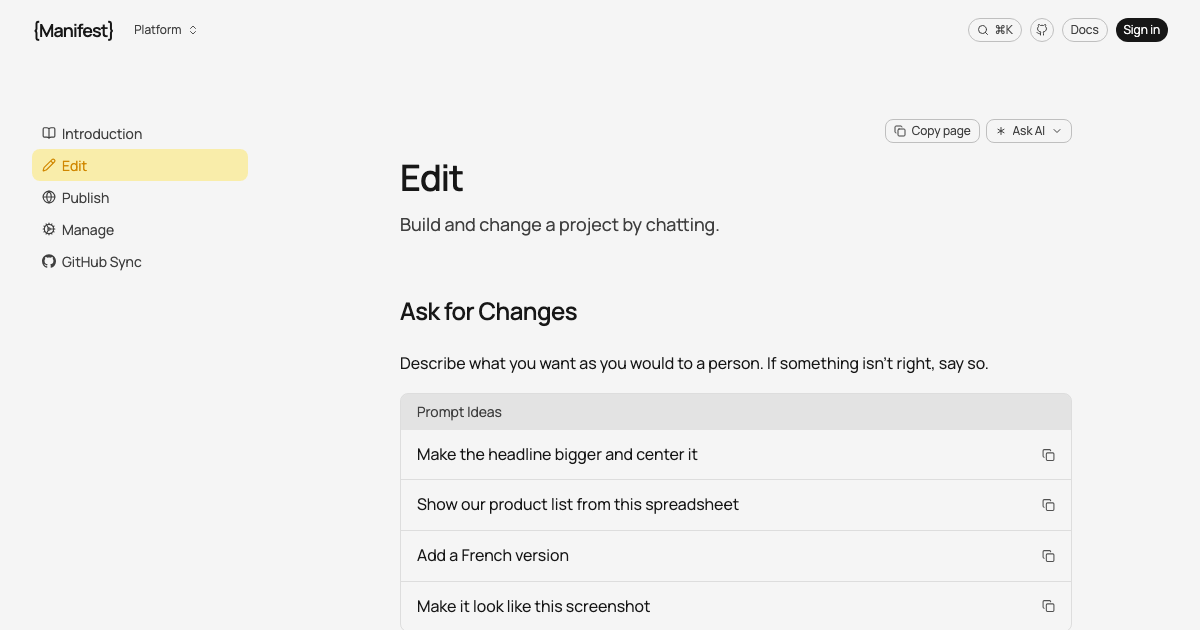 {Manifest}
Platform
⌘K
Docs
Sign in
Introduction
Edit
Publish
Manage
GitHub Sync
Copy page
Ask AI
Edit
Build and change a project by chatting.
Ask for Changes
Describe what you want as you would to a person. If something isn't right, say so.
Prompt Ideas
Make the headline bigger and center it
Show our product list from this spreadsheet
Add a French version
Make it look like this screenshot